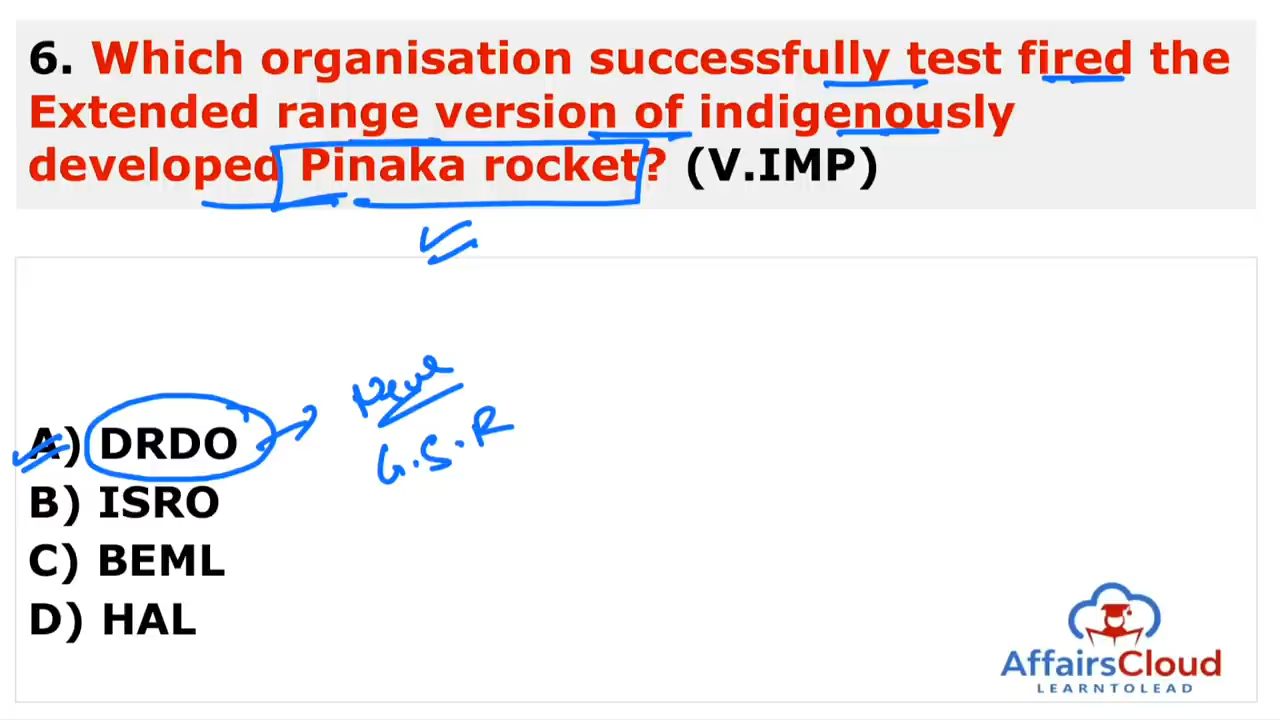 6. Which organisation successfully test fired the
Extended range version of indigenously
developed Pinaka rocket? (V.IMP)
A) DRDO
G.S.R
B) ISRO
C) BEML
D) HAL
AffairsCloud
LEARNTOLEAD